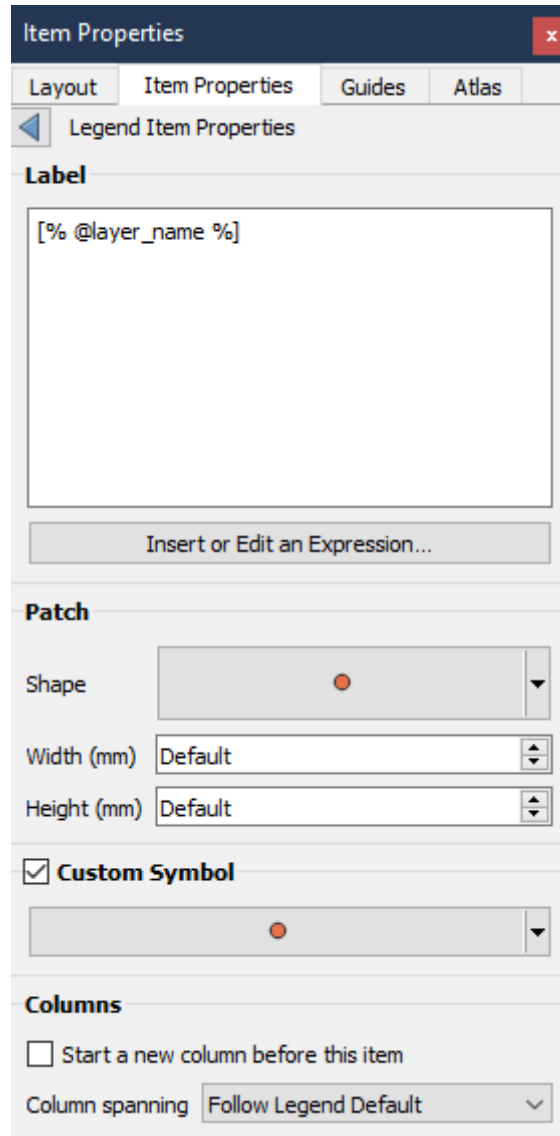 Item Properties
x
Layout Item Properties Guides Atlas
Legend Item Properties
Label
[% @layer_name %]
Insert or Edit an Expression...
Patch
Shape
Width (mm) Default
Height (mm) Default
Custom Symbol
Columns
Start a new column before this item
Column spanning Follow Legend Default